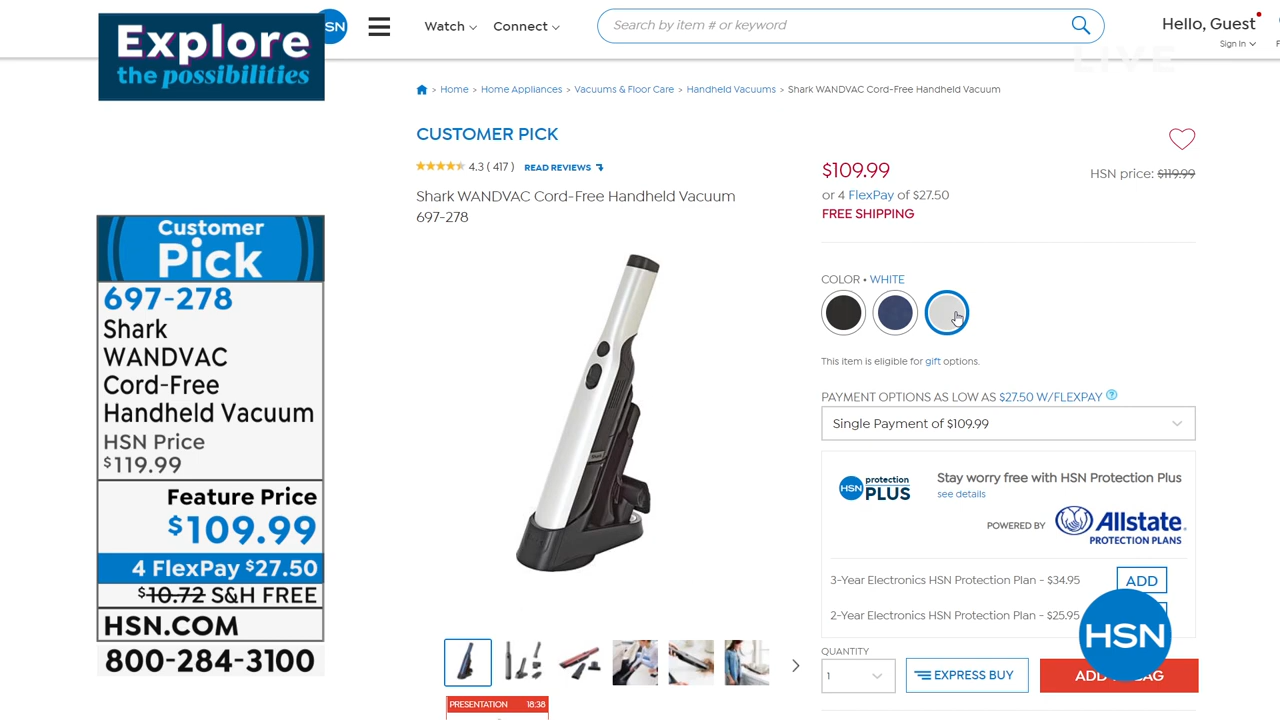 Explore
the possibilities
HSN
Watch
Connect
Search by item # or keyword
Hello, Guest
Sign In
LIVE
> Home > Home Appliances > Vacuums & Floor Care > Handheld Vacuums > Shark WANDVAC Cord-Free Handheld Vacuum
CUSTOMER PICK
4.3 ( 417 ) READ REVIEWS
Shark WANDVAC Cord-Free Handheld Vacuum
697-278
$109.99
HSN price: $119.99
or 4 FlexPay of $27.50
FREE SHIPPING
COLOR • WHITE
This item is eligible for gift options.
PAYMENT OPTIONS AS LOW AS $27.50 W/FLEXPAY ?
Single Payment of $109.99
HSN protection PLUS
Stay worry free with HSN Protection Plus
see details
POWERED BY Allstate
PROTECTION PLANS
3-Year Electronics HSN Protection Plan - $34.95 ADD
2-Year Electronics HSN Protection Plan - $25.95
QUANTITY
1
EXPRESS BUY
HSN
PRESENTATION 18:38
Customer
Pick
697-278
Shark
WANDVAC
Cord-Free
Handheld Vacuum
HSN Price
$119.99
Feature Price
$109.99
4 FlexPay $27.50
$10.72 S&H FREE
HSN.COM
800-284-3100